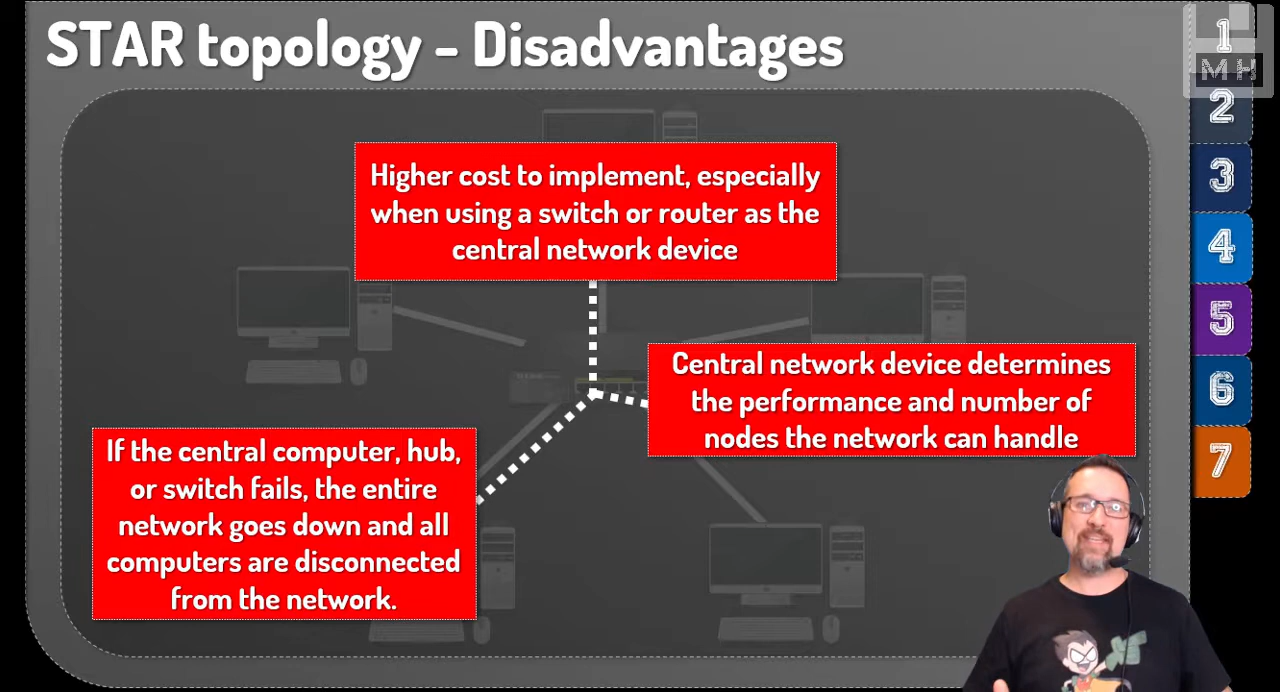 STAR topology - Disadvantages
1
MH
2
3
4
5
6
7
Higher cost to implement, especially
when using a switch or router as the
central network device
Central network device determines
the performance and number of
nodes the network can handle
If the central computer, hub,
or switch fails, the entire
network goes down and all
computers are disconnected
from the network.